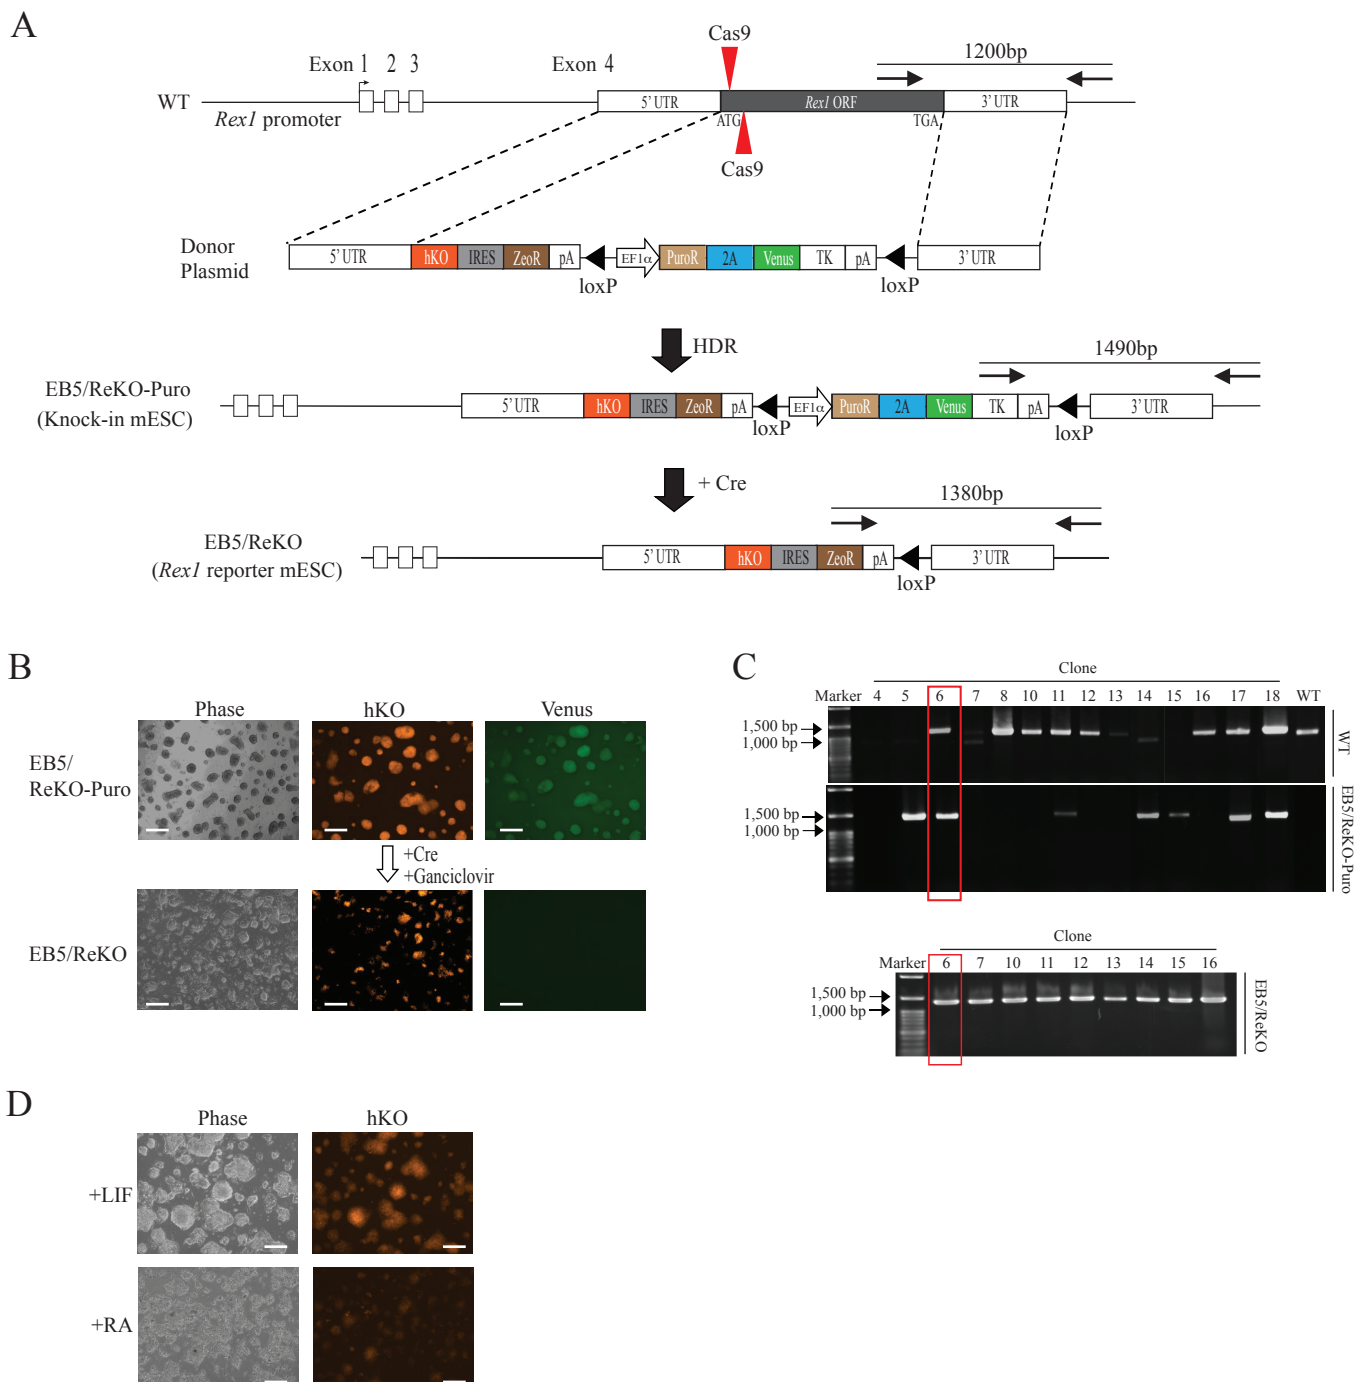 A
Cas9
Exon 1 2 3
Exon 4
1200bp
WT
Rex1 promoter
5' UTR
Rex1 ORF
3' UTR
ATG
TGA
Cas9
Donor
Plasmid
5' UTR
hKO
IRES
ZeoR
pA
EF1α
PuroR
2A
Venus
TK
pA
3' UTR
loxP
loxP
HDR
1490bp
EB5/ReKO-Puro
(Knock-in mESC)
5' UTR
hKO
IRES
ZeoR
pA
EF1α
PuroR
2A
Venus
TK
pA
3' UTR
loxP
loxP
+ Cre
1380bp
EB5/ReKO
(Rex1 reporter mESC)
5' UTR
hKO
IRES
ZeoR
pA
3' UTR
loxP
B
Phase
hKO
Venus
EB5/
ReKO-Puro
+Cre
+Ganciclovir
EB5/ReKO
C
Clone
Marker 4 5 6 7 8 10 11 12 13 14 15 16 17 18 WT
1,500 bp
1,000 bp
WT
1,500 bp
1,000 bp
EB5/ReKO-Puro
Clone
Marker 6 7 10 11 12 13 14 15 16
1,500 bp
1,000 bp
EB5/ReKO
D
Phase
hKO
+LIF
+RA